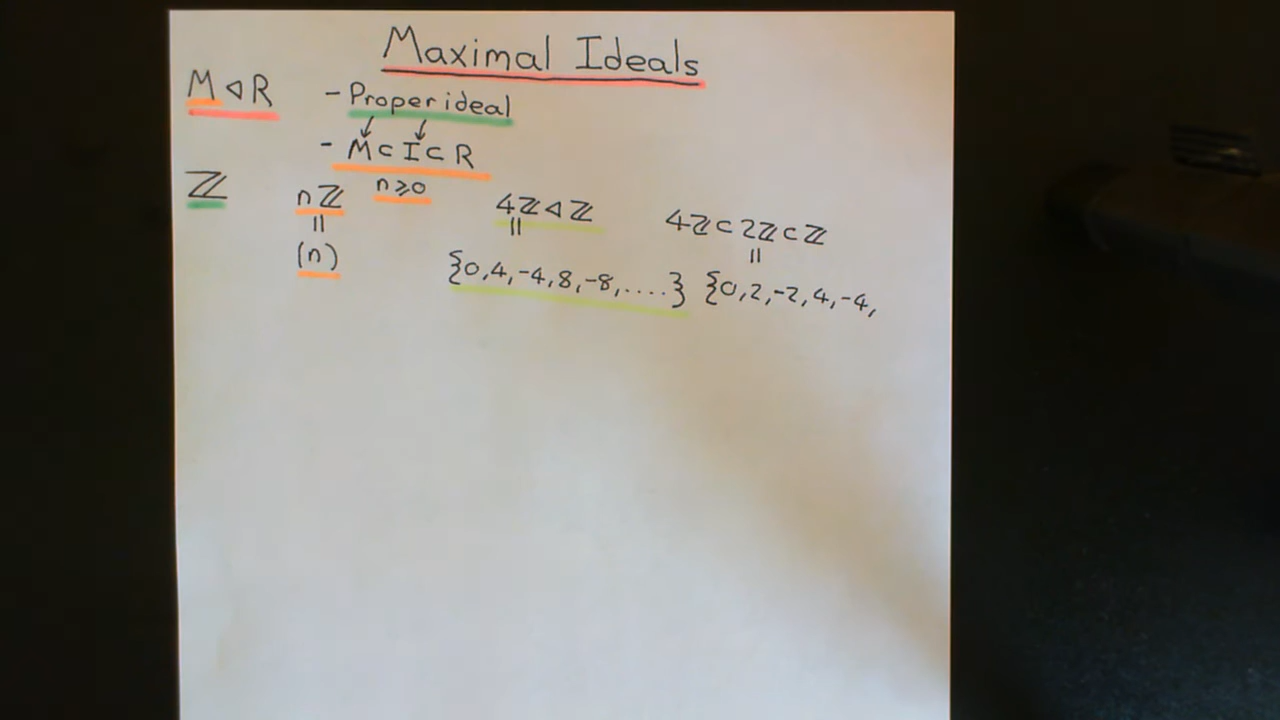 Maximal Ideals
M ◁ R - Proper ideal
↓ ↓
- M ⊂ I ⊂ R
ℤ nℤ n ⩾ 0 4ℤ ◁ ℤ 4ℤ ⊂ 2ℤ ⊂ ℤ
= = =
(n) {0,4,-4,8,-8,....} {0,2,-2,4,-4,